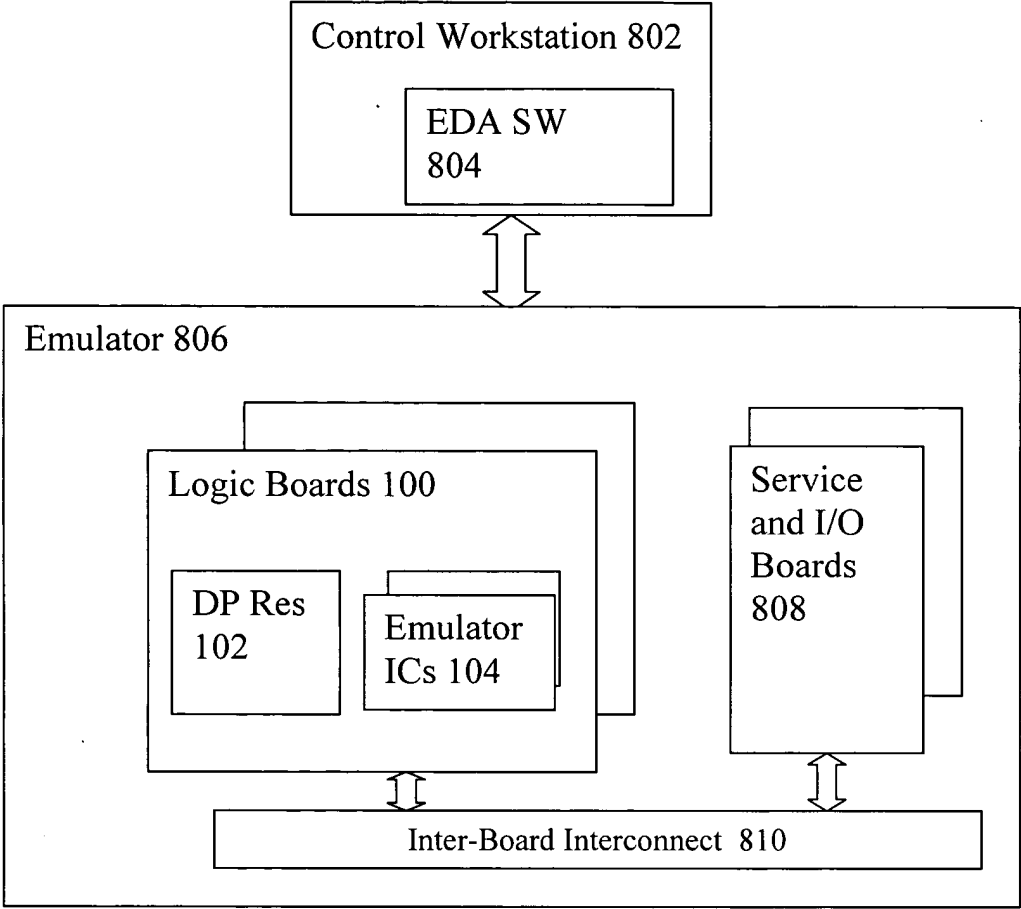 Control Workstation 802
EDA SW
804
Emulator 806
Logic Boards 100
DP Res
102
Emulator
ICs 104
Service
and I/O
Boards
808
Inter-Board Interconnect 810